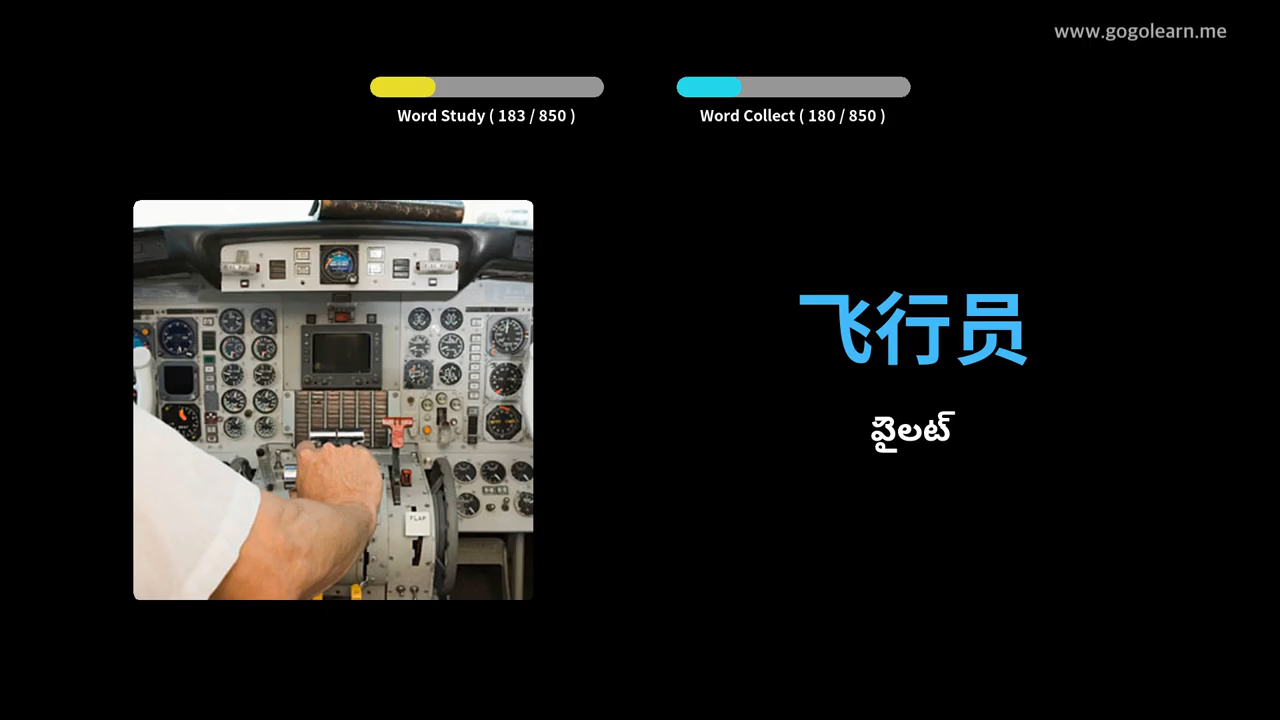 www.gogolearn.me
Word Study ( 183 / 850 )
Word Collect ( 180 / 850 )
飞行员
పైలట్
FLAP